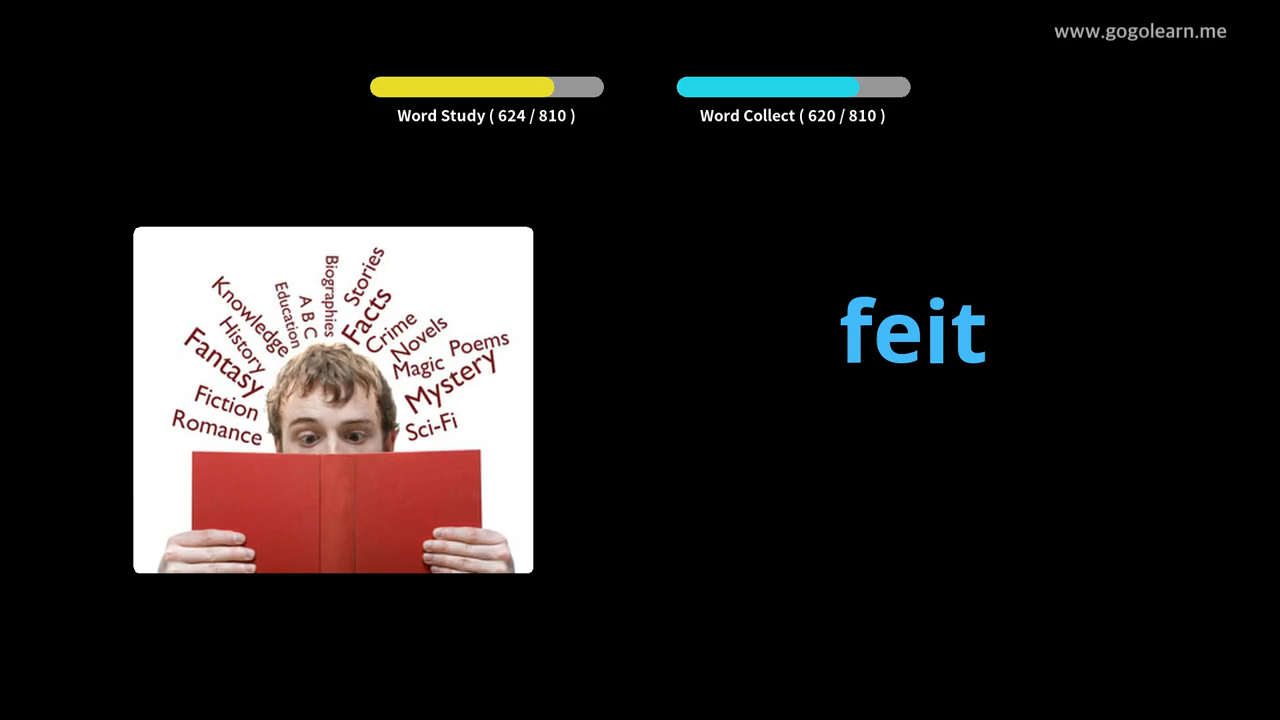 www.gogolearn.me
Word Study ( 624 / 810 )
Word Collect ( 620 / 810 )
Biographies
Stories
Education
A B C
Facts
Knowledge
Crime
History
Novels
Fantasy
Magic
Poems
Mystery
Fiction
Romance
Sci-Fi
feit